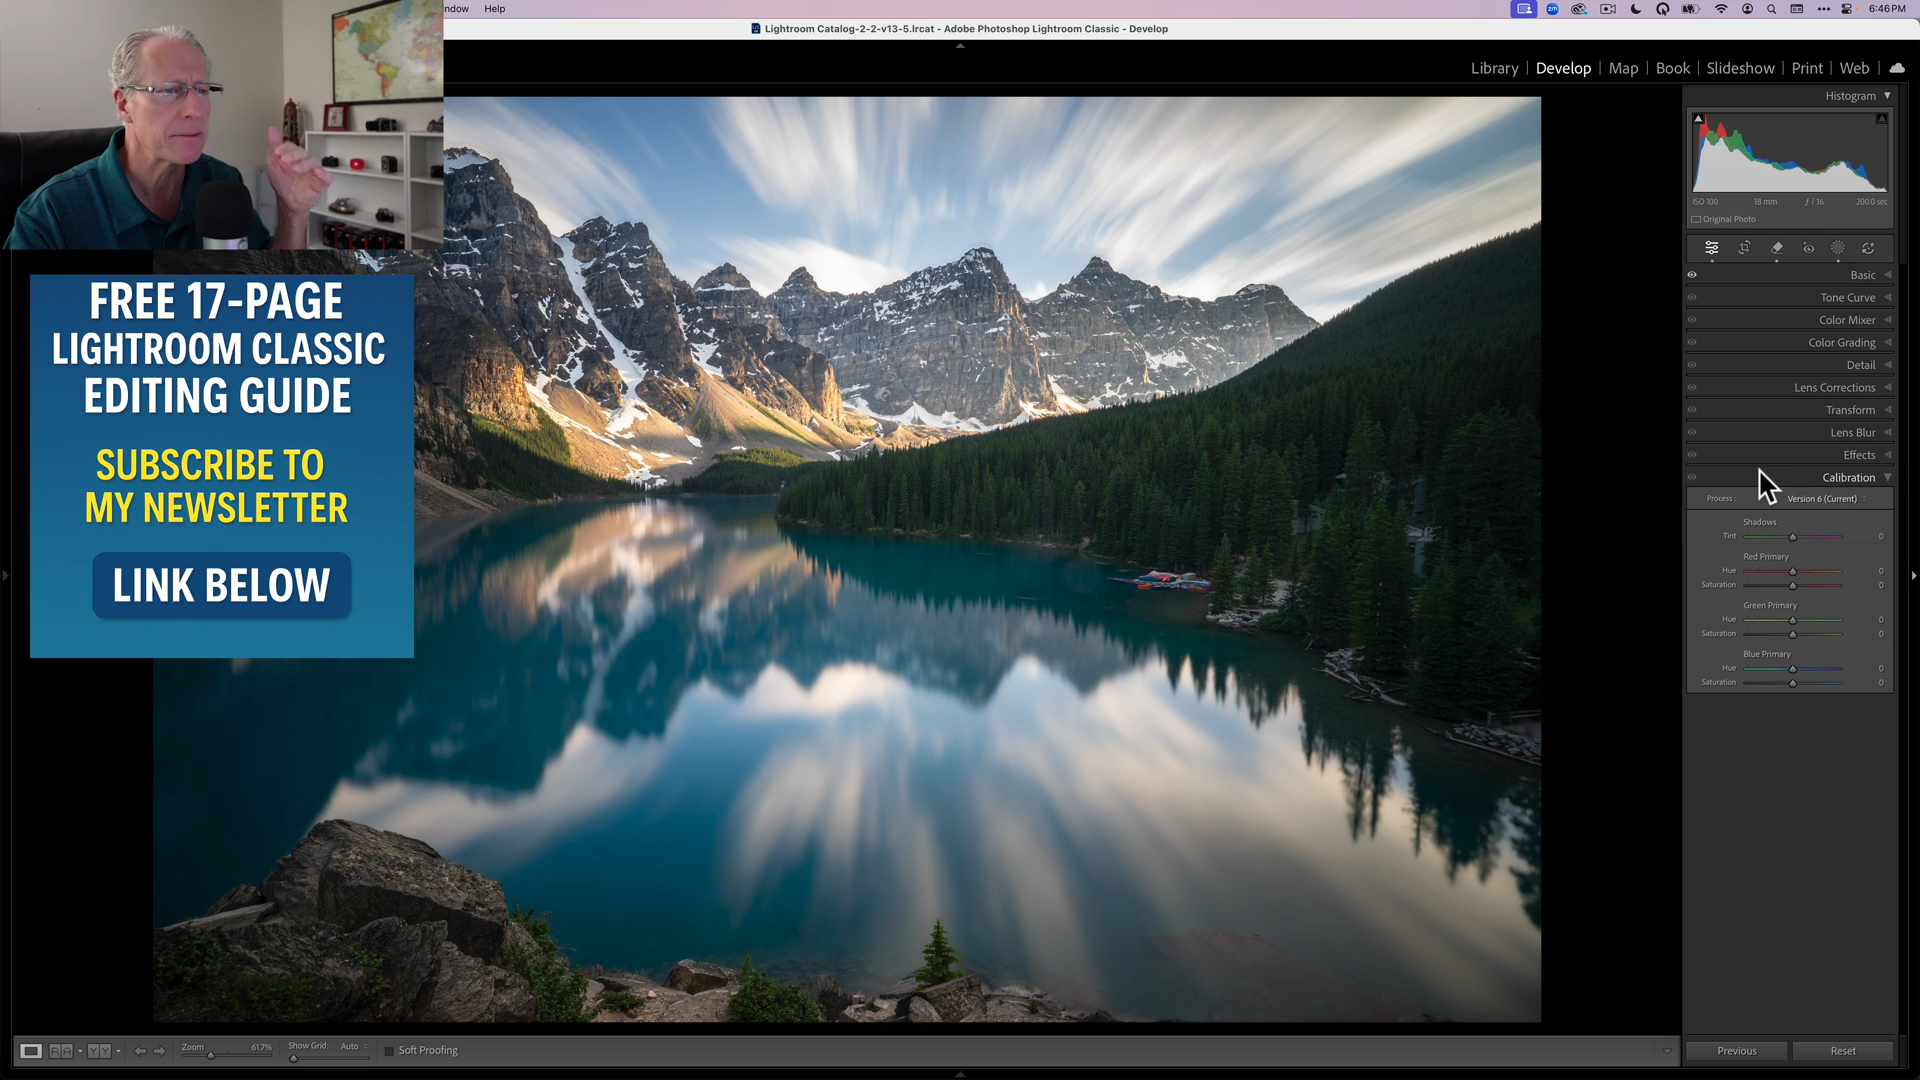 ndow Help
6:46PM
Lightroom Catalog-2-2-v13-5.lrcat - Adobe Photoshop Lightroom Classic - Develop
Library | Develop | Map | Book | Slideshow | Print | Web |
Histogram
ISO 100 18 mm ƒ / 16 200.0 sec
Original Photo
Basic
Tone Curve
Color Mixer
Color Grading
Detail
Lens Corrections
Transform
Lens Blur
Effects
Calibration
Process : Version 6 (Current)
Shadows
Tint 0
Red Primary
Hue 0
Saturation 0
Green Primary
Hue 0
Saturation 0
Blue Primary
Hue 0
Saturation 0
FREE 17-PAGE
LIGHTROOM CLASSIC
EDITING GUIDE
SUBSCRIBE TO
MY NEWSLETTER
LINK BELOW
Zoom 61.7% Show Grid: Auto Soft Proofing
Previous Reset